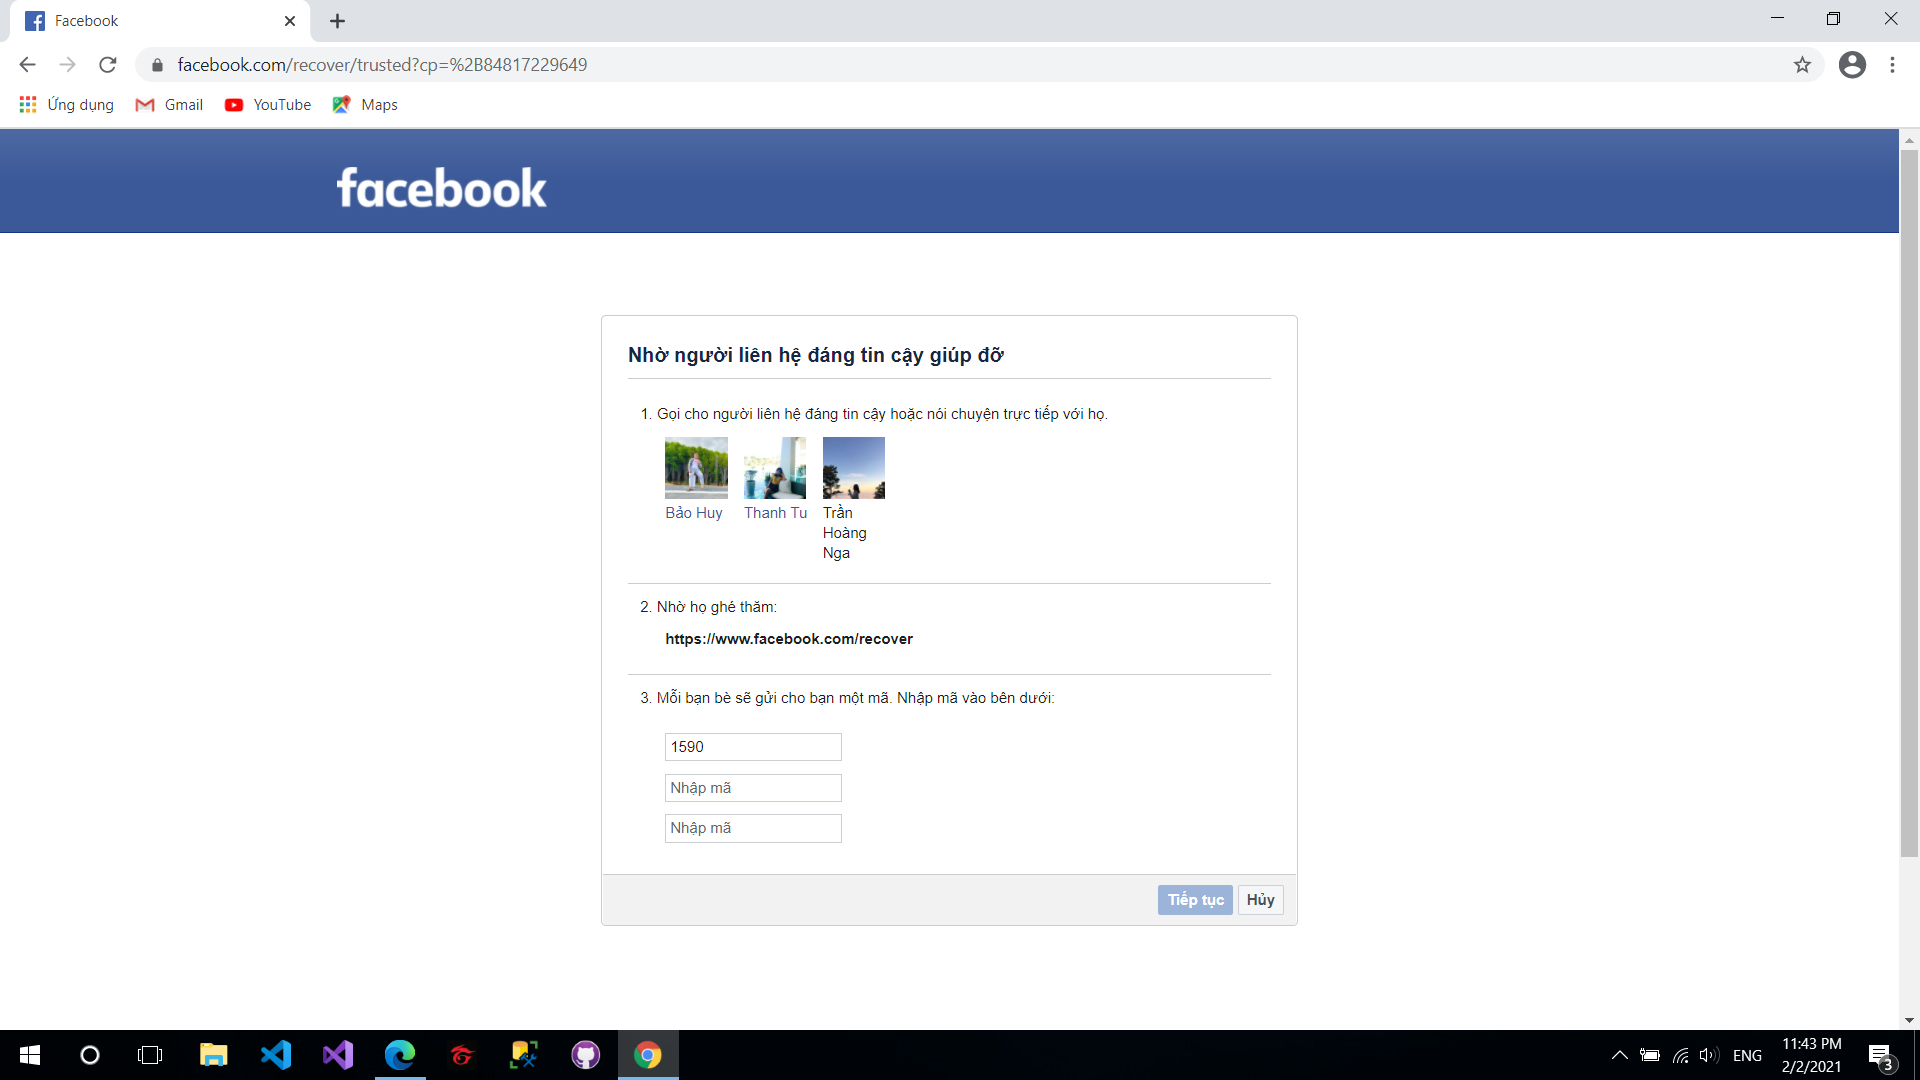 Facebook
facebook.com/recover/trusted?cp=%2B84817229649
Ứng dụng Gmail YouTube Maps
facebook
Nhờ người liên hệ đáng tin cậy giúp đỡ
1. Gọi cho người liên hệ đáng tin cậy hoặc nói chuyện trực tiếp với họ.
Bảo Huy
Thanh Tu
Trần
Hoàng
Nga
2. Nhờ họ ghé thăm:
https://www.facebook.com/recover
3. Mỗi bạn bè sẽ gửi cho bạn một mã. Nhập mã vào bên dưới:
1590
Nhập mã
Nhập mã
Tiếp tục Hủy
ENG
11:43 PM
2/2/2021
3